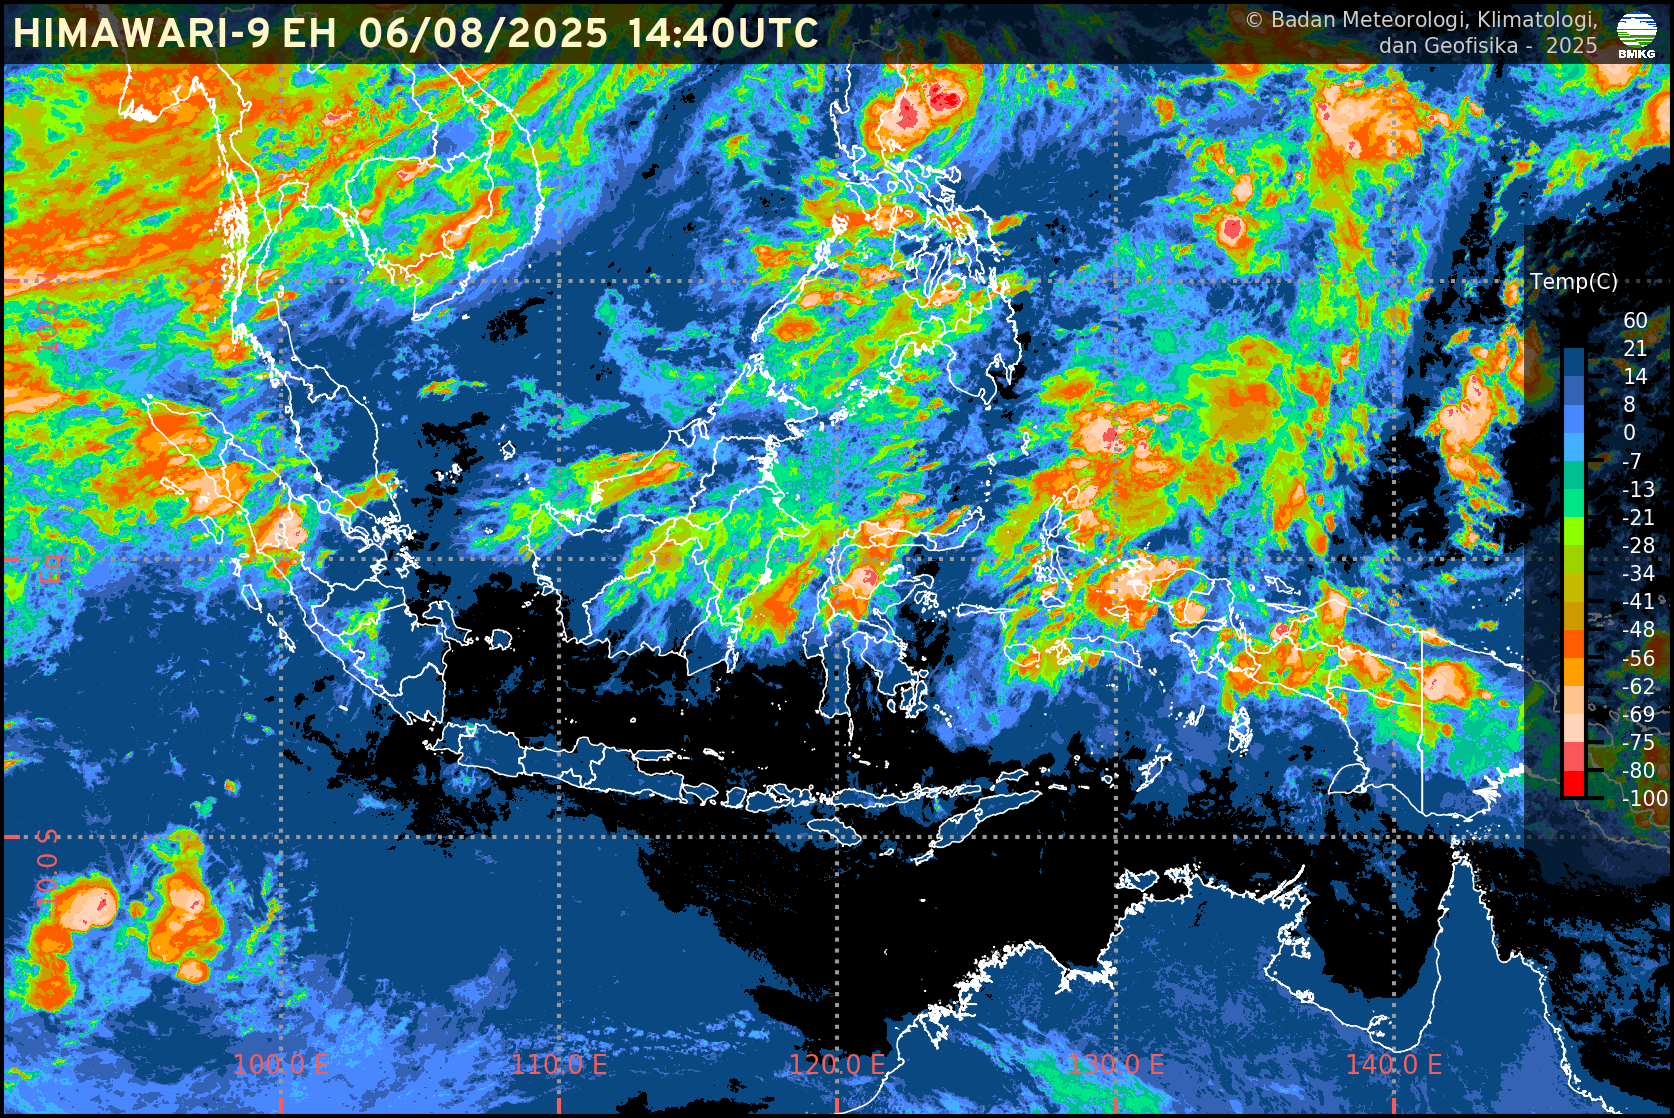 HIMAWARI-9 EH 06/08/2025 14:40UTC
© Badan Meteorologi, Klimatologi,
dan Geofisika - 2025
BMKG
Temp(C)
60
21
14
8
0
-7
-13
-21
-28
-34
-41
-48
-56
-62
-69
-75
-80
-100
Eq
10.0 S
100.0 E
110.0 E
120.0 E
130.0 E
140.0 E